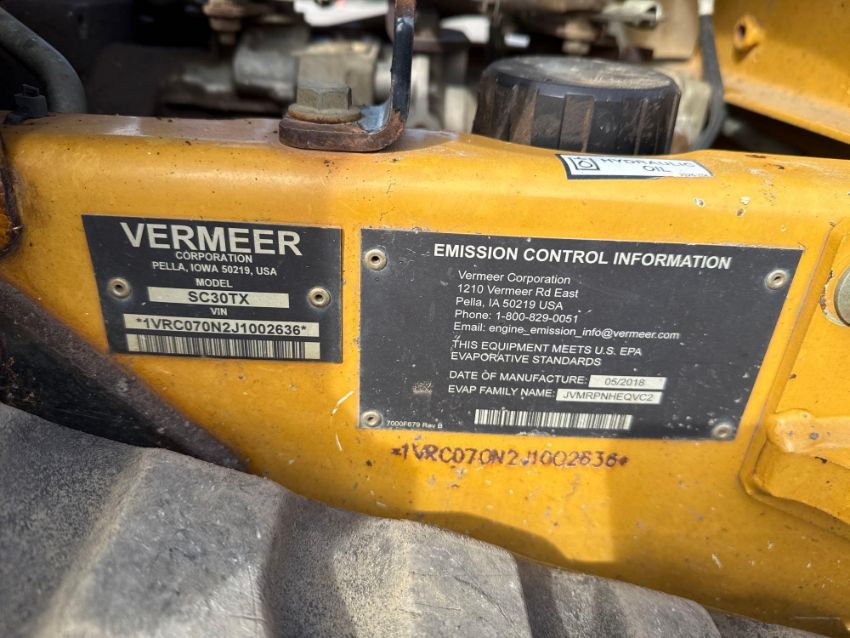 HYDRAULIC
OIL
VERMEER
CORPORATION
PELLA, IOWA 50219, USA
MODEL
SC30TX
VIN
*1VRC070N2J1002636*
EMISSION CONTROL INFORMATION
Vermeer Corporation
1210 Vermeer Rd East
Pella, IA 50219 USA
Phone: 1-800-829-0051
Email: engine_emission_info@vermeer.com
THIS EQUIPMENT MEETS U.S. EPA
EVAPORATIVE STANDARDS
DATE OF MANUFACTURE: 05/2018
EVAP FAMILY NAME: JVMRPNHEQVC2
7000F679 Rev B
*1VRC070N2J1002636*